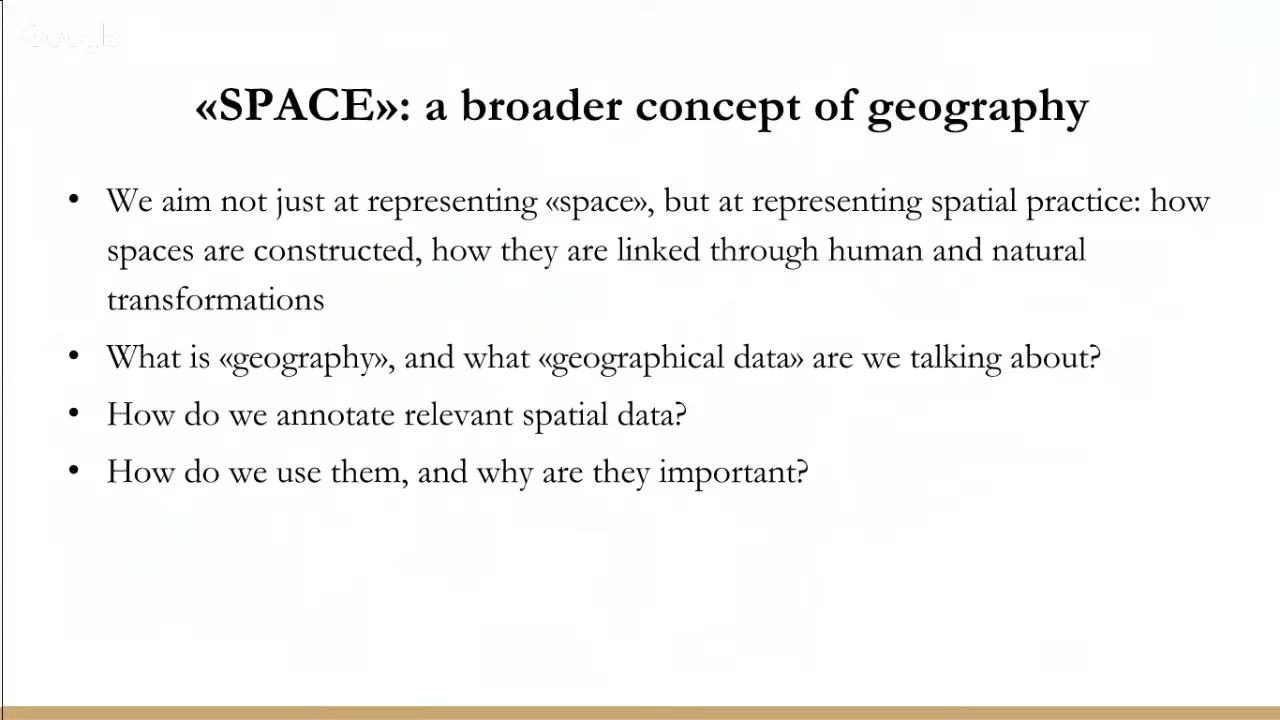 Google
«SPACE»: a broader concept of geography
• We aim not just at representing «space», but at representing spatial practice: how
spaces are constructed, how they are linked through human and natural
transformations
• What is «geography», and what «geographical data» are we talking about?
• How do we annotate relevant spatial data?
• How do we use them, and why are they important?